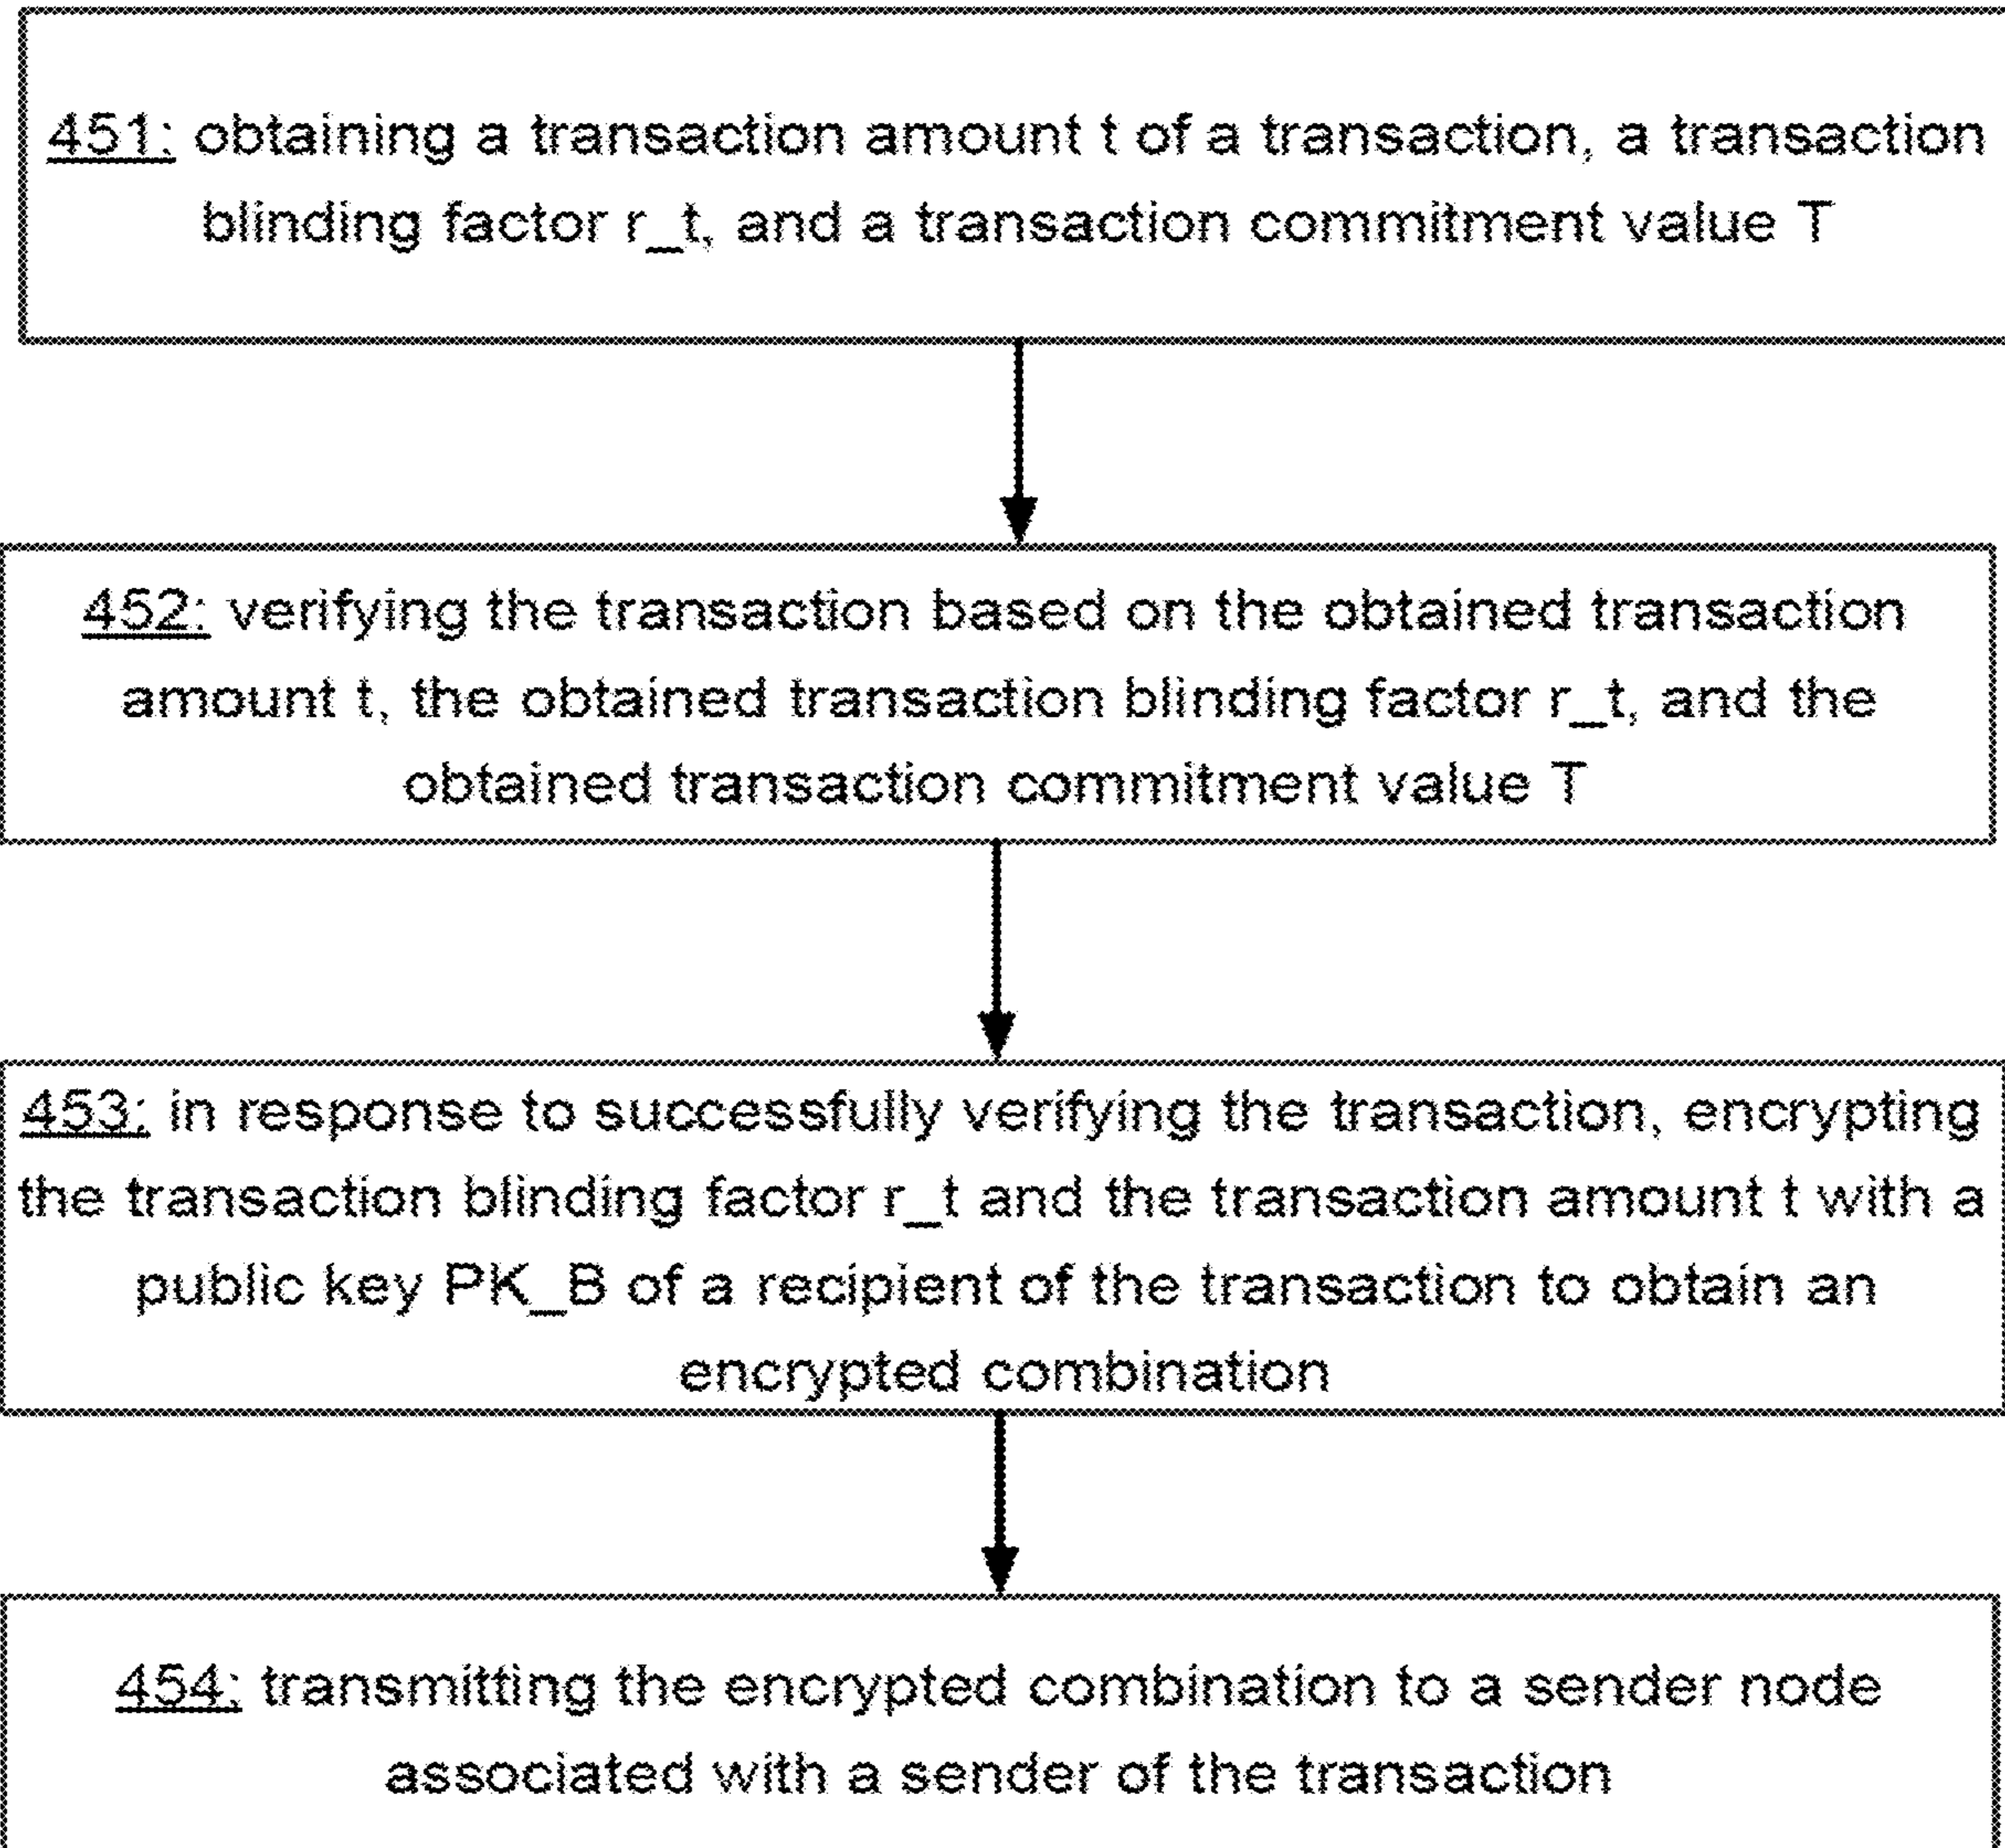 451: obtaining a transaction amount t of a transaction, a transaction
blinding factor r_t, and a transaction commitment value T
452: verifying the transaction based on the obtained transaction
amount t, the obtained transaction blinding factor r_t, and the
obtained transaction commitment value T
453: in response to successfully verifying the transaction, encrypting
the transaction blinding factor r_t and the transaction amount t with a
public key PK_B of a recipient of the transaction to obtain an
encrypted combination
454: transmitting the encrypted combination to a sender node
associated with a sender of the transaction